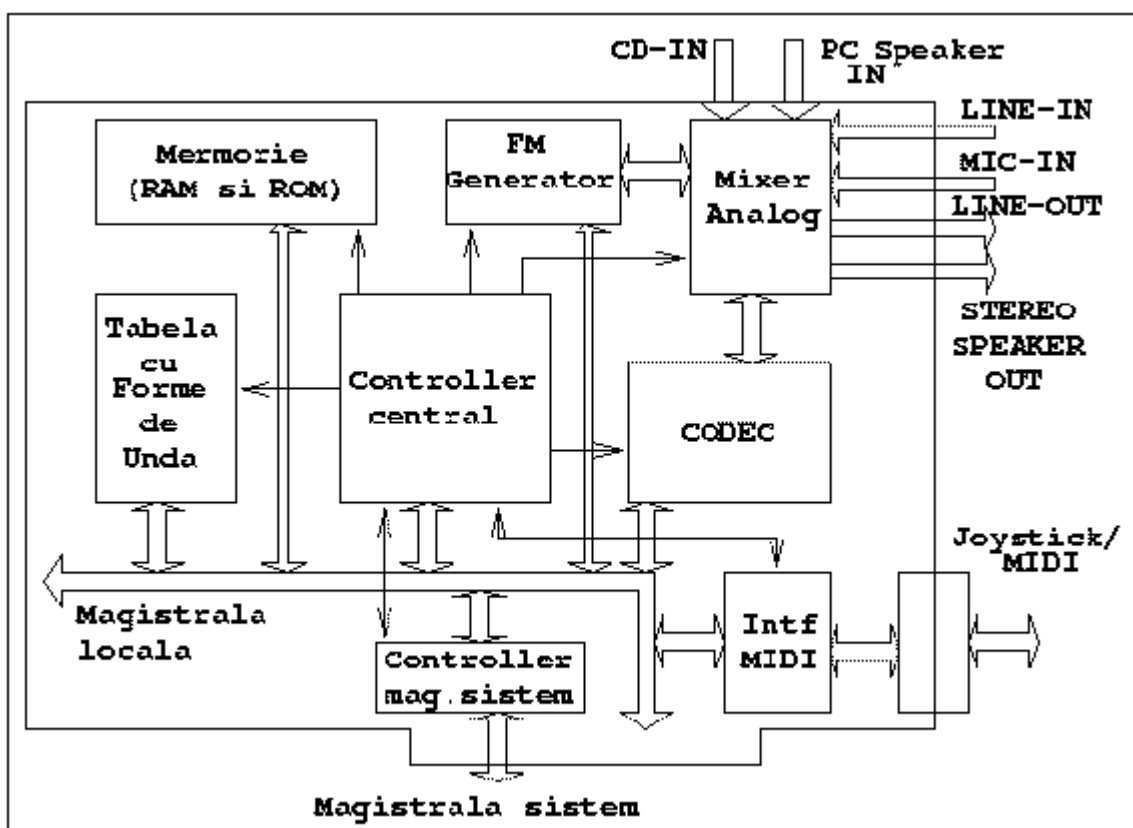 CD-IN
PC Speaker
IN
LINE-IN
MIC-IN
LINE-OUT
STEREO
SPEAKER
OUT
Mermorie
(RAM si ROM)
FM
Generator
Mixer
Analog
Tabela
cu
Forme
de
Unda
Controller
central
CODEC
Joystick/
MIDI
Magistrala
locala
Controller
mag.sistem
Intf
MIDI
Magistrala sistem